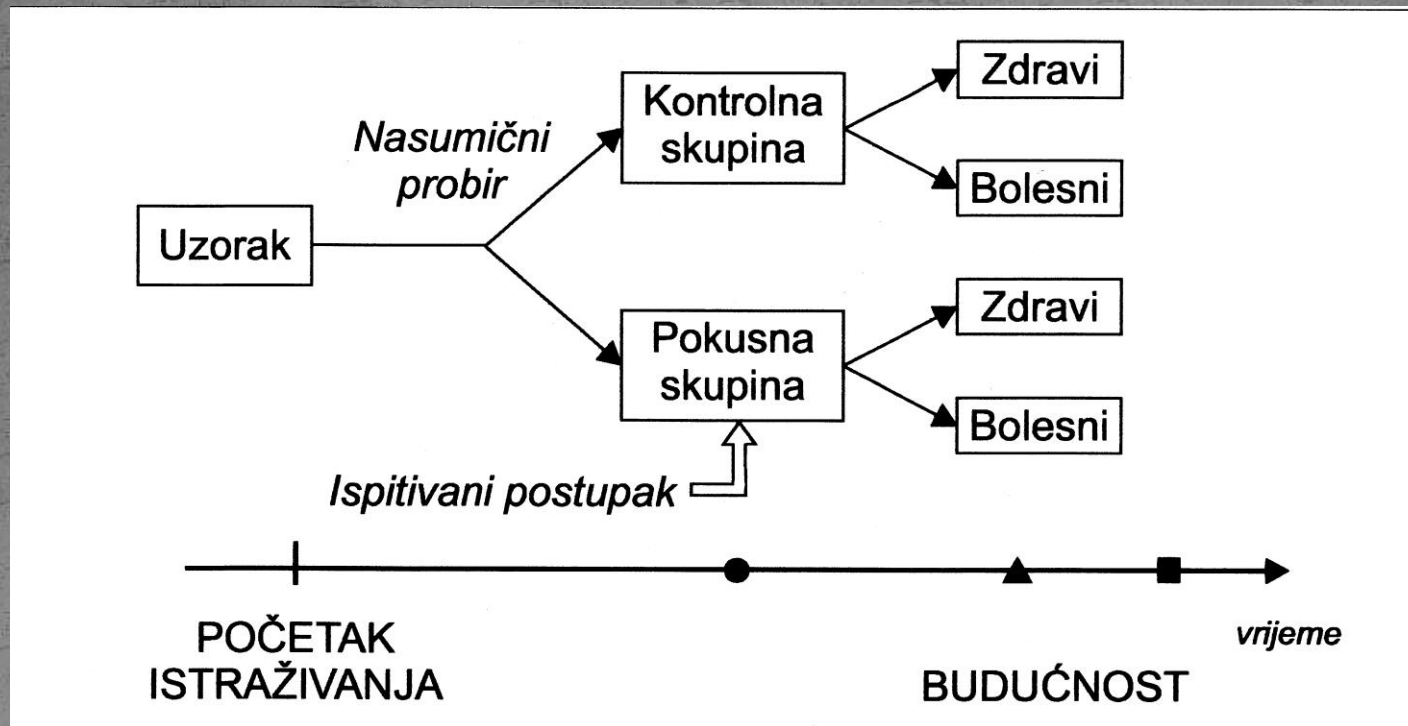 Zdravi
Kontrolna
skupina
Nasumični
probir
Bolesni
Uzorak
Zdravi
Pokusna
skupina
Bolesni
Ispitivani postupak
POČETAK
ISTRAŽIVANJA
BUDUĆNOST
vrijeme